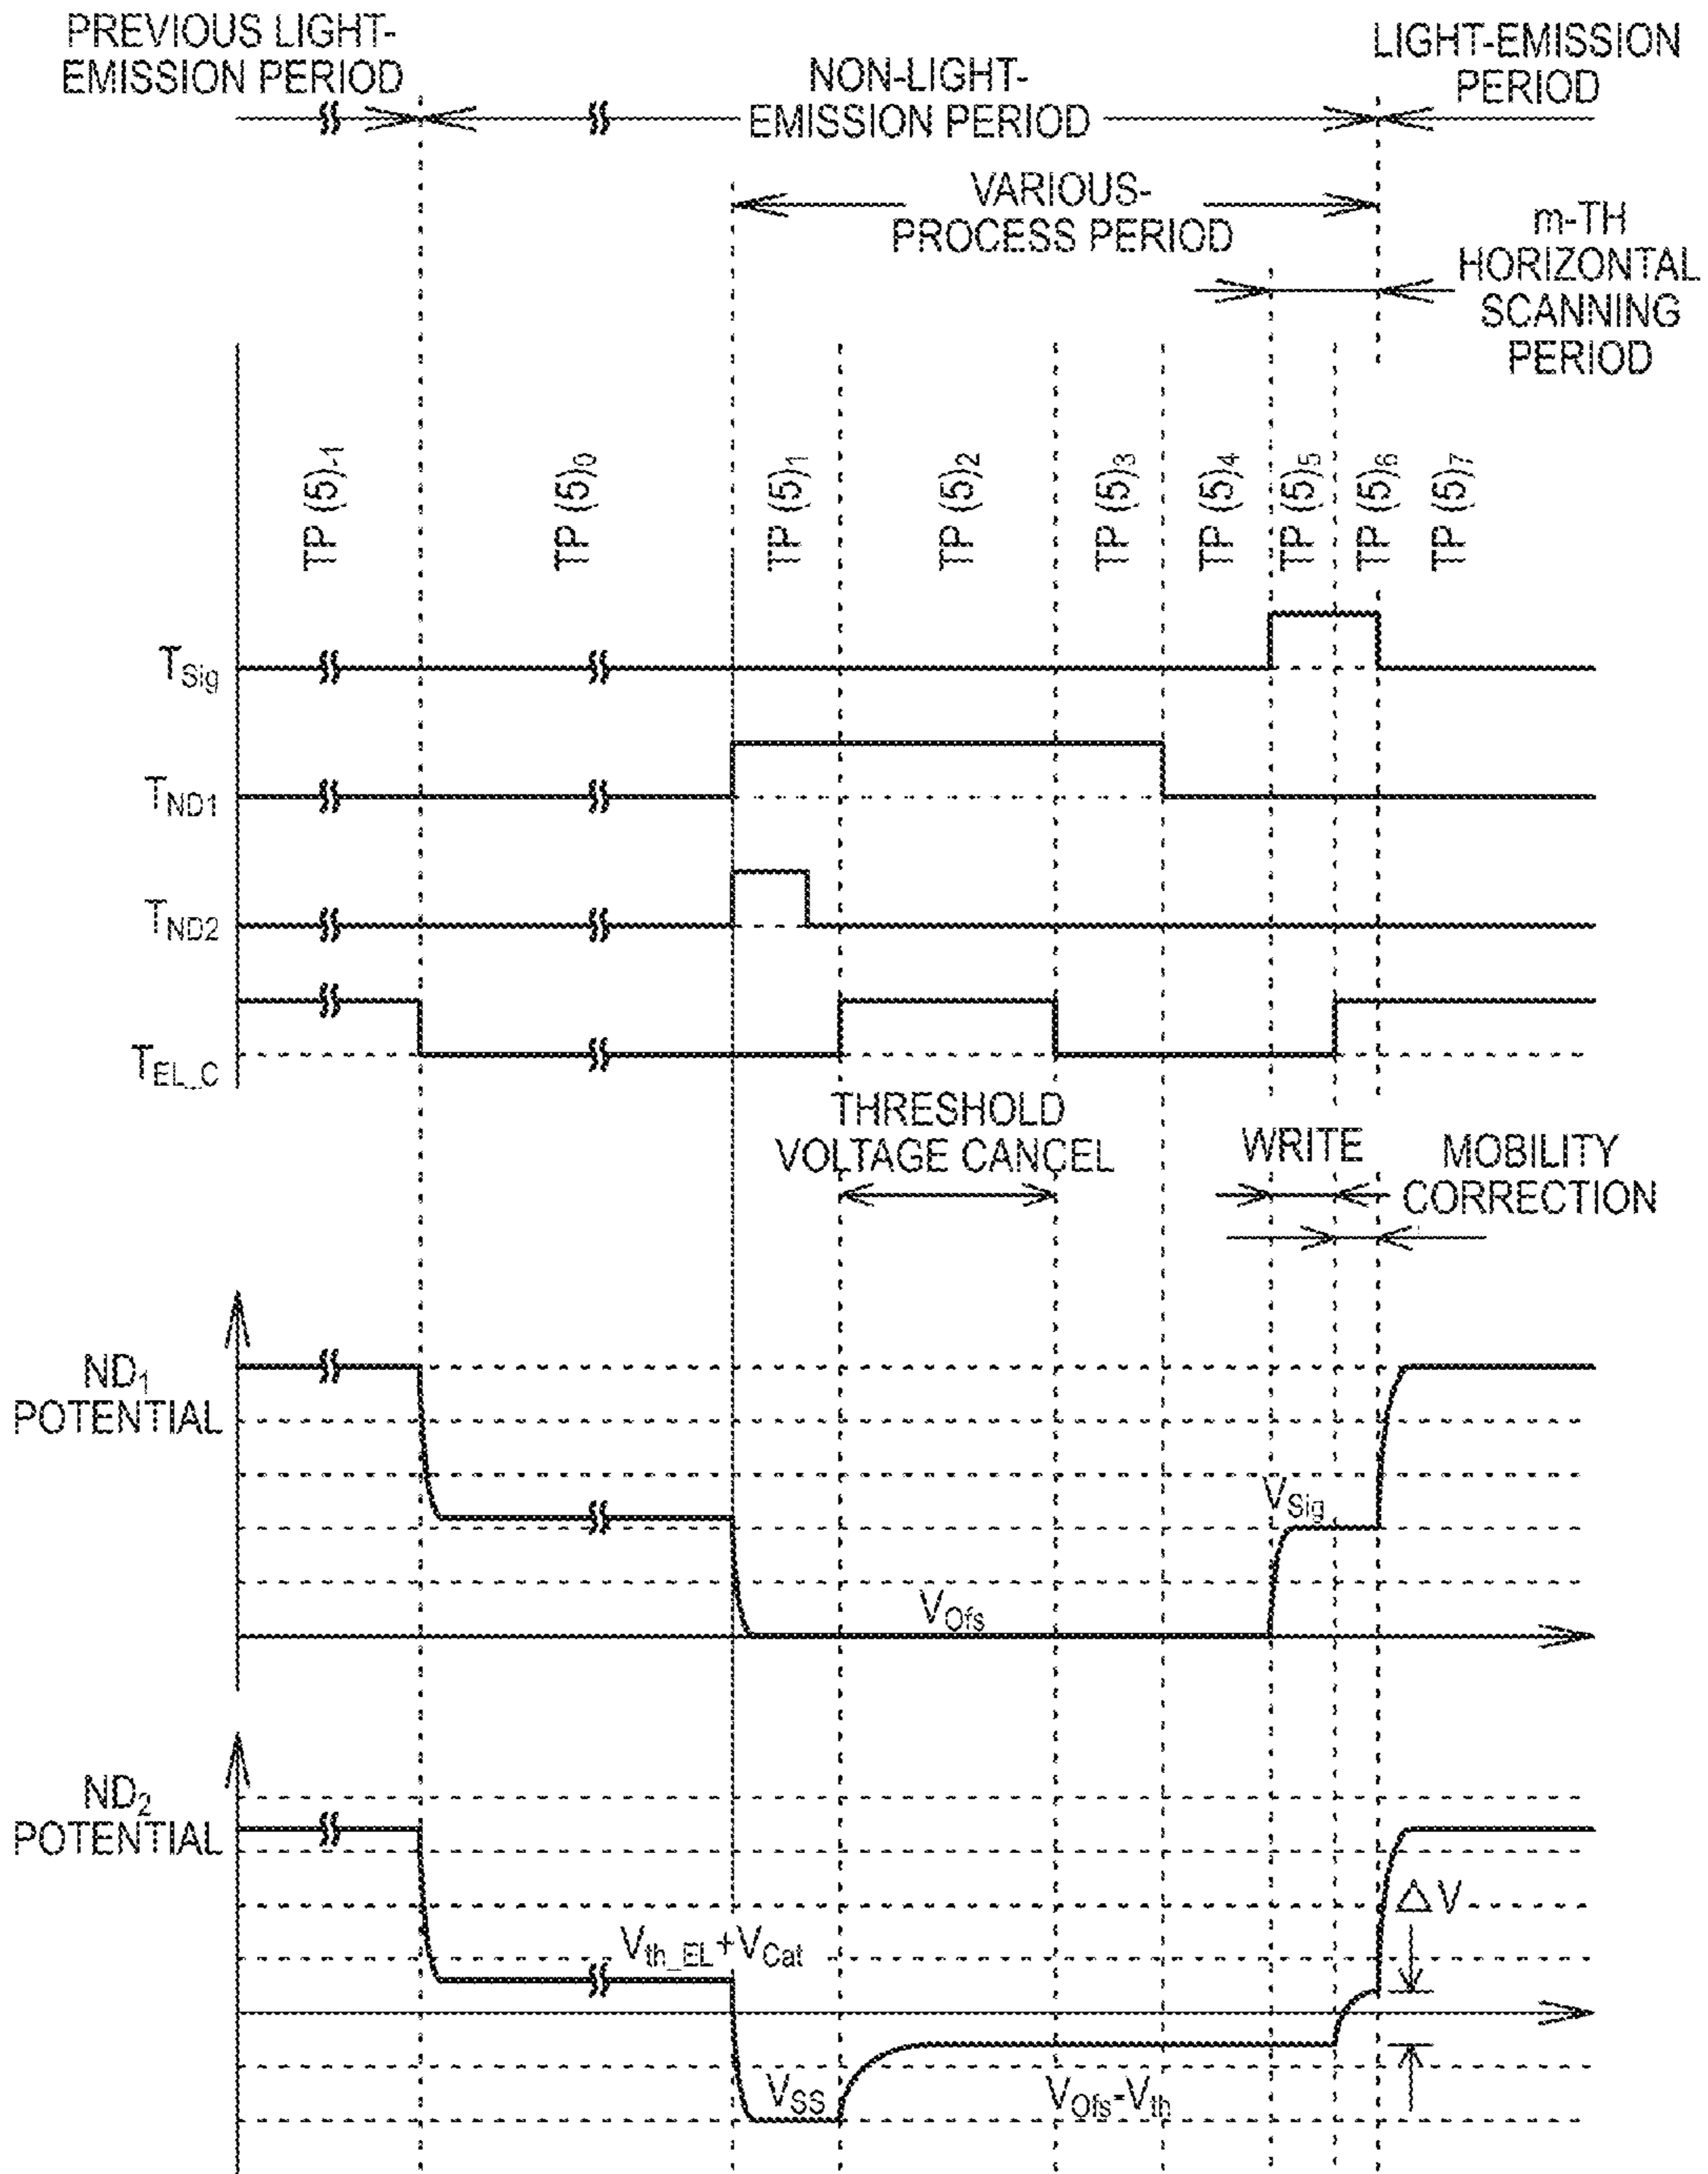 PREVIOUS LIGHT-
EMISSION PERIOD
NON-LIGHT-
EMISSION PERIOD
LIGHT-EMISSION
PERIOD
VARIOUS-
PROCESS PERIOD
m-TH
HORIZONTAL
SCANNING
PERIOD
TP (5)-1
TP (5)0
TP (5)1
TP (5)2
TP (5)3
TP (5)4
TP (5)5
TP (5)6
TP (5)7
TSig
TND1
TND2
TEL_C
THRESHOLD
VOLTAGE CANCEL
WRITE
MOBILITY
CORRECTION
ND1
POTENTIAL
VSig
VOfs
ND2
POTENTIAL
△V
Vth_EL+VCat
VSS
VOfs-Vth